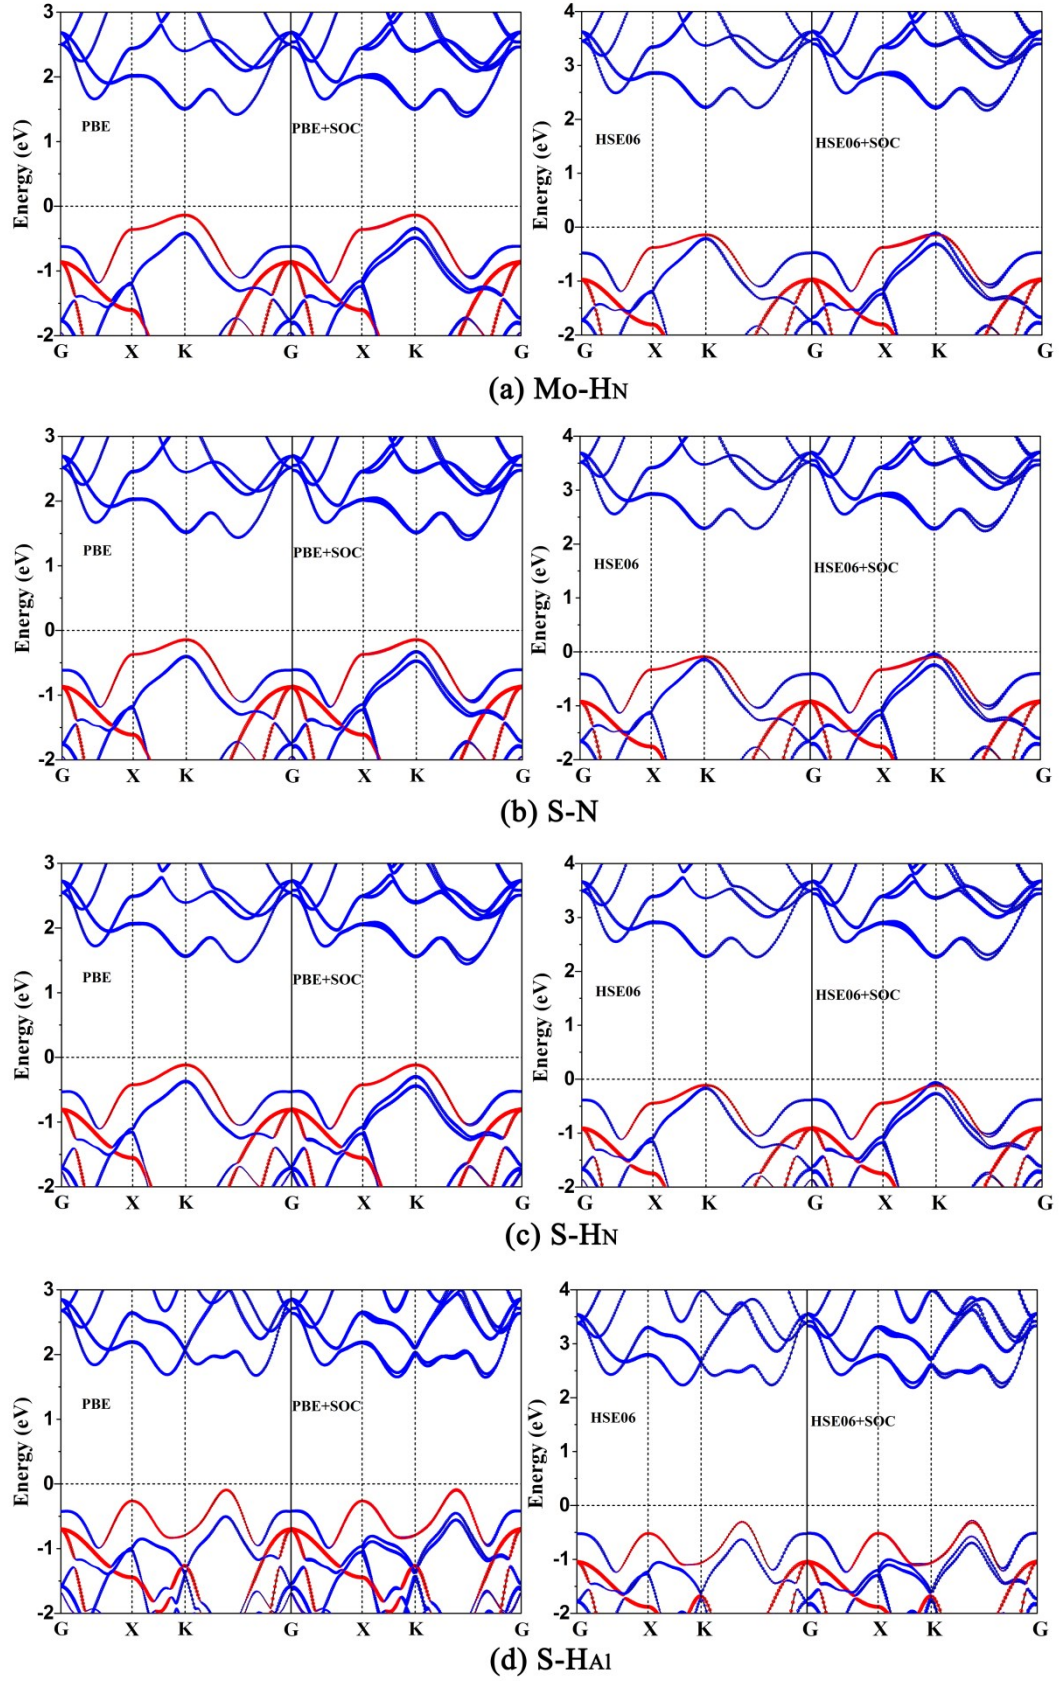 3
2
1
0
-1
-2
Energy (eV)
PBE
PBE+SOC
G X K G X K G
4
3
2
1
0
-1
-2
Energy (eV)
HSE06
HSE06+SOC
G X K G X K G
(a) Mo-HN
3
2
1
0
-1
-2
Energy (eV)
PBE
PBE+SOC
G X K G X K G
4
3
2
1
0
-1
-2
Energy (eV)
HSE06
HSE06+SOC
G X K G X K G
(b) S-N
3
2
1
0
-1
-2
Energy (eV)
PBE
PBE+SOC
G X K G X K G
4
3
2
1
0
-1
-2
Energy (eV)
HSE06
HSE06+SOC
G X K G X K G
(c) S-HN
3
2
1
0
-1
-2
Energy (eV)
PBE
PBE+SOC
G X K G X K G
4
3
2
1
0
-1
-2
Energy (eV)
HSE06
HSE06+SOC
G X K G X K G
(d) S-HAl